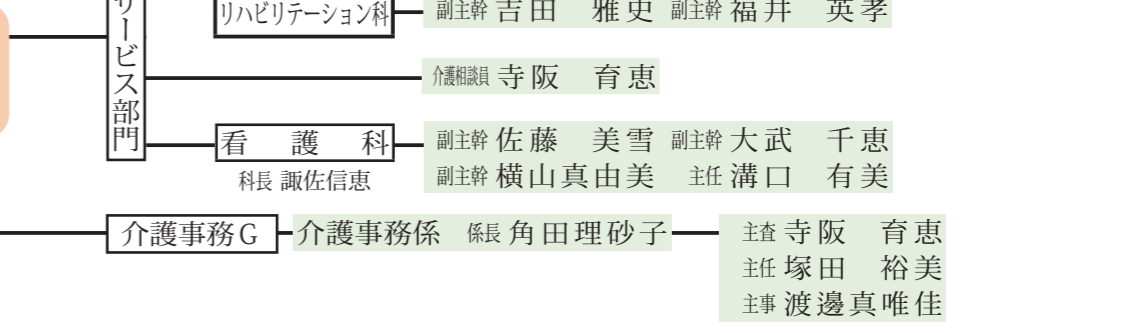 リハビリテーション科 副主幹 吉田 雅史 副主幹 福井 英孝
ービス部門
介護相談員 寺阪 育恵
看護科 副主幹 佐藤 美雪 副主幹 大武 千恵
科長 諏佐信恵 副主幹 横山真由美 主任 溝口 有美
介護事務G 介護事務係 係長 角田理砂子 主査 寺阪 育恵
主任 塚田 裕美
主事 渡邊真唯佳